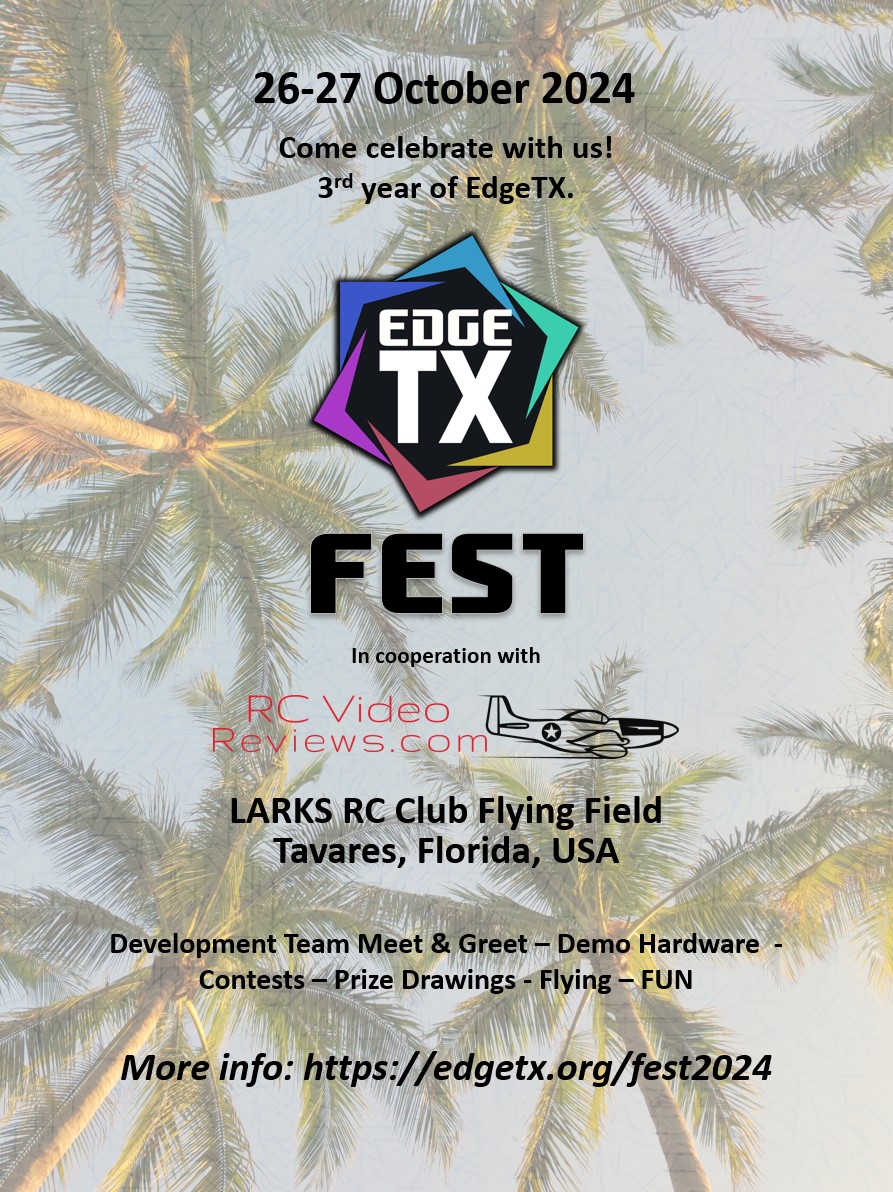 26-27 October 2024
Come celebrate with us!
3rd year of EdgeTX.
EDGE
TX
FEST
In cooperation with
RC Video
Reviews.com
LARKS RC Club Flying Field
Tavares, Florida, USA
Development Team Meet & Greet – Demo Hardware -
Contests – Prize Drawings - Flying – FUN
More info: https://edgetx.org/fest2024